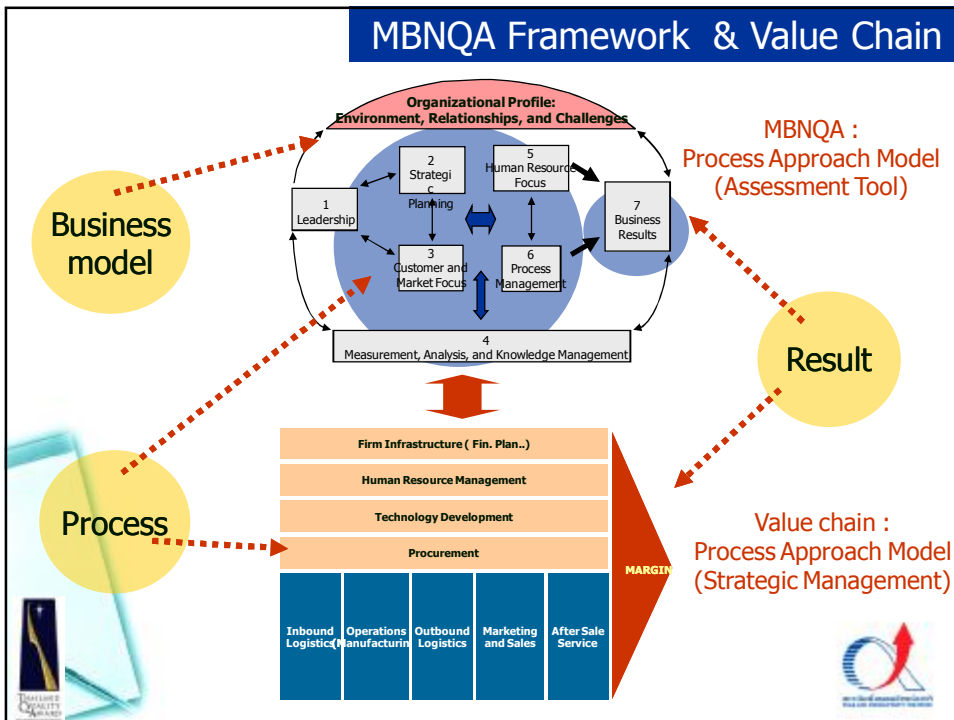 MBNQA Framework & Value Chain
Organizational Profile:
Environment, Relationships, and Challenges
MBNQA :
Process Approach Model
(Assessment Tool)
Business
model
1
Leadership
2
Strategi
c
Planning
3
Customer and
Market Focus
5
Human Resource
Focus
6
Process
Management
7
Business
Results
4
Measurement, Analysis, and Knowledge Management
Result
Process
Firm Infrastructure ( Fin. Plan..)
Human Resource Management
Technology Development
Procurement
Inbound
Logistics
Operations
(Manufacturin
Outbound
Logistics
Marketing
and Sales
After Sale
Service
MARGIN
Value chain :
Process Approach Model
(Strategic Management)
THAILAND
QUALITY
AWARD